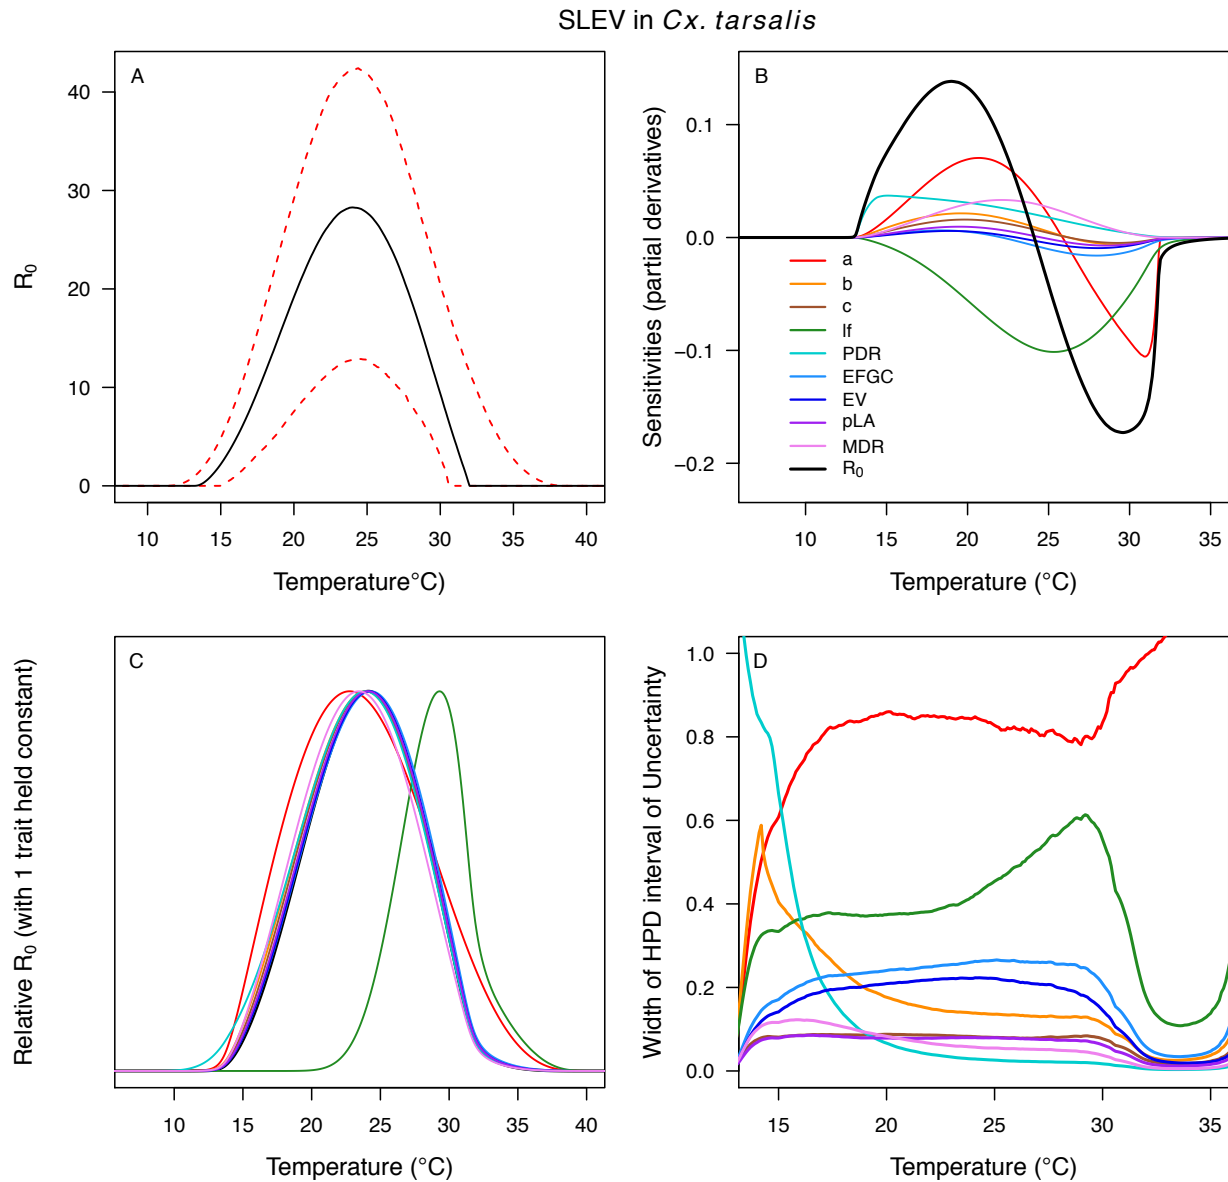 SLEV in Cx. tarsalis
A
R0
40
30
20
10
0
10 15 20 25 30 35 40
Temperature°C)
B
Sensitivities (partial derivatives)
0.1
0.0
−0.1
−0.2
a
b
c
lf
PDR
EFGC
EV
pLA
MDR
R0
10 15 20 25 30 35
Temperature (°C)
C
Relative R0 (with 1 trait held constant)
10 15 20 25 30 35 40
Temperature (°C)
D
Width of HPD interval of Uncertainty
1.0
0.8
0.6
0.4
0.2
0.0
15 20 25 30 35
Temperature (°C)